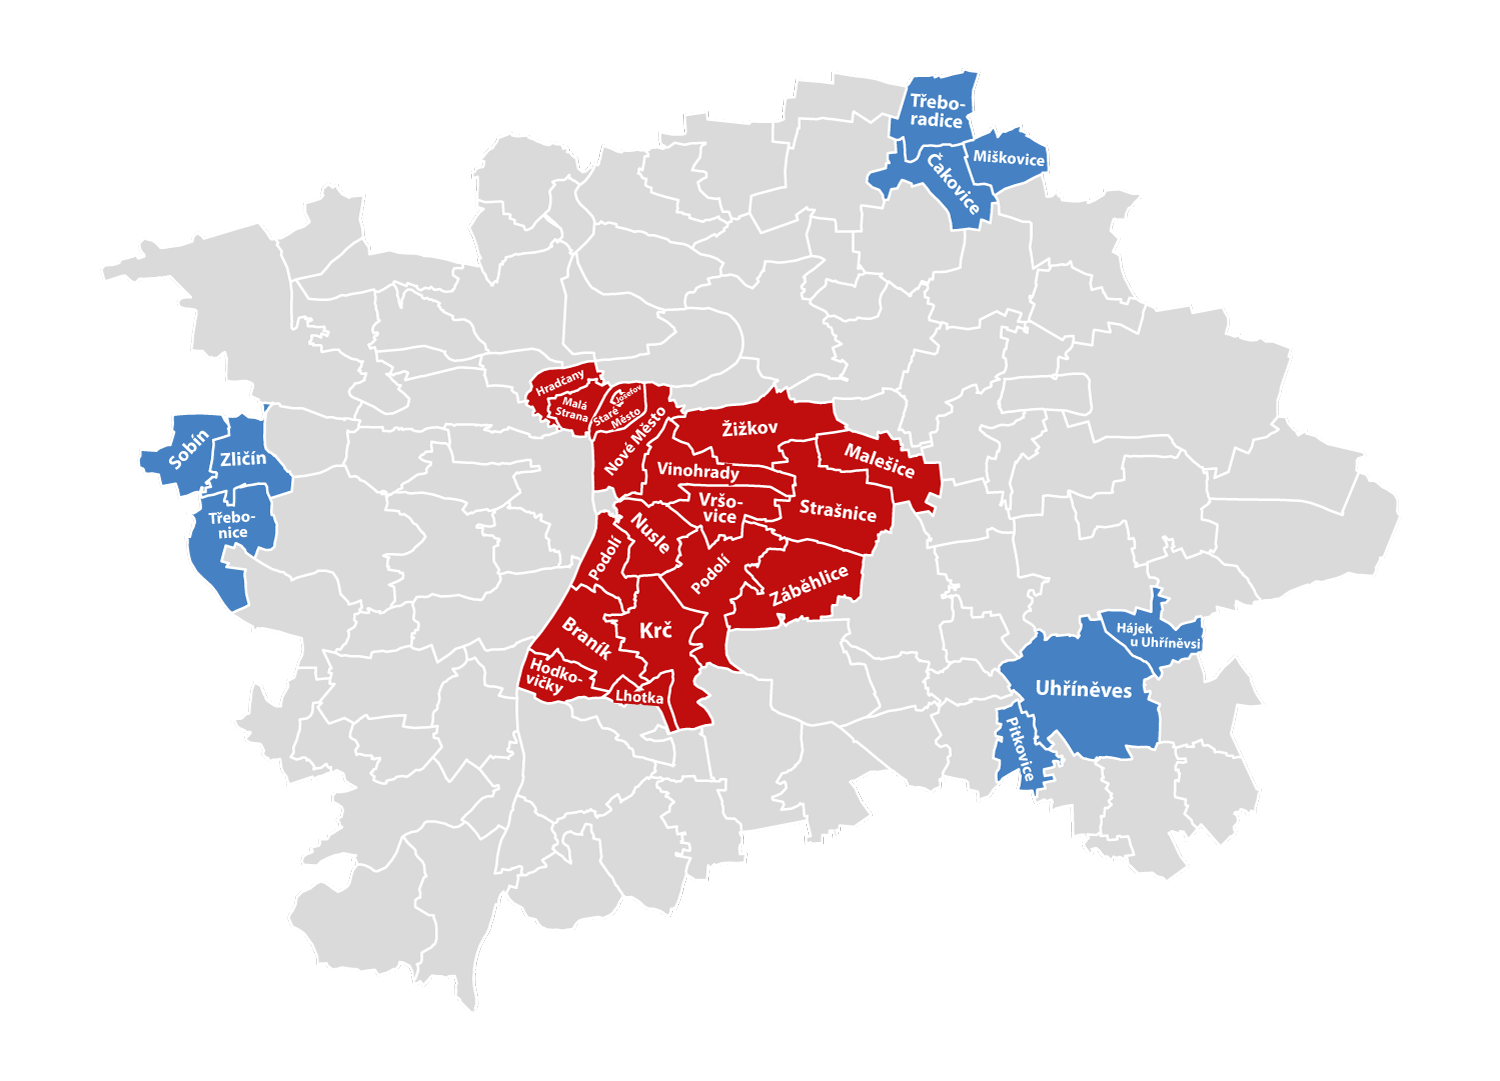 Třebo-
radice
Miškovice
Čakovice
Hradčany
Malá
Strana
Josefov
Staré
Město
Nové Město
Žižkov
Malešice
Vinohrady
Sobín
Zličín
Třebo-
nice
Vršo-
vice
Strašnice
Nusle
Podolí
Podolí
Záběhlice
Krč
Braník
Hodko-
vičky
Lhotka
Hájek
u Uhříněvsi
Uhříněves
Pitkovice